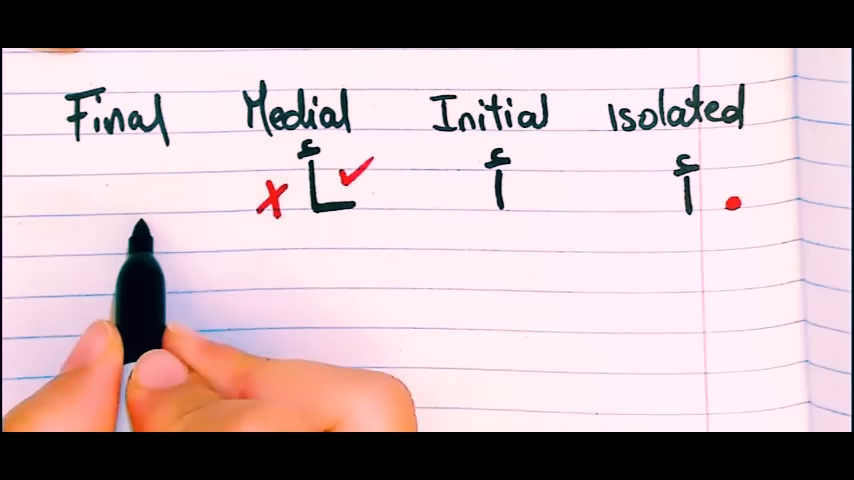 Final Medial Initial Isolated
ـأ أ أ